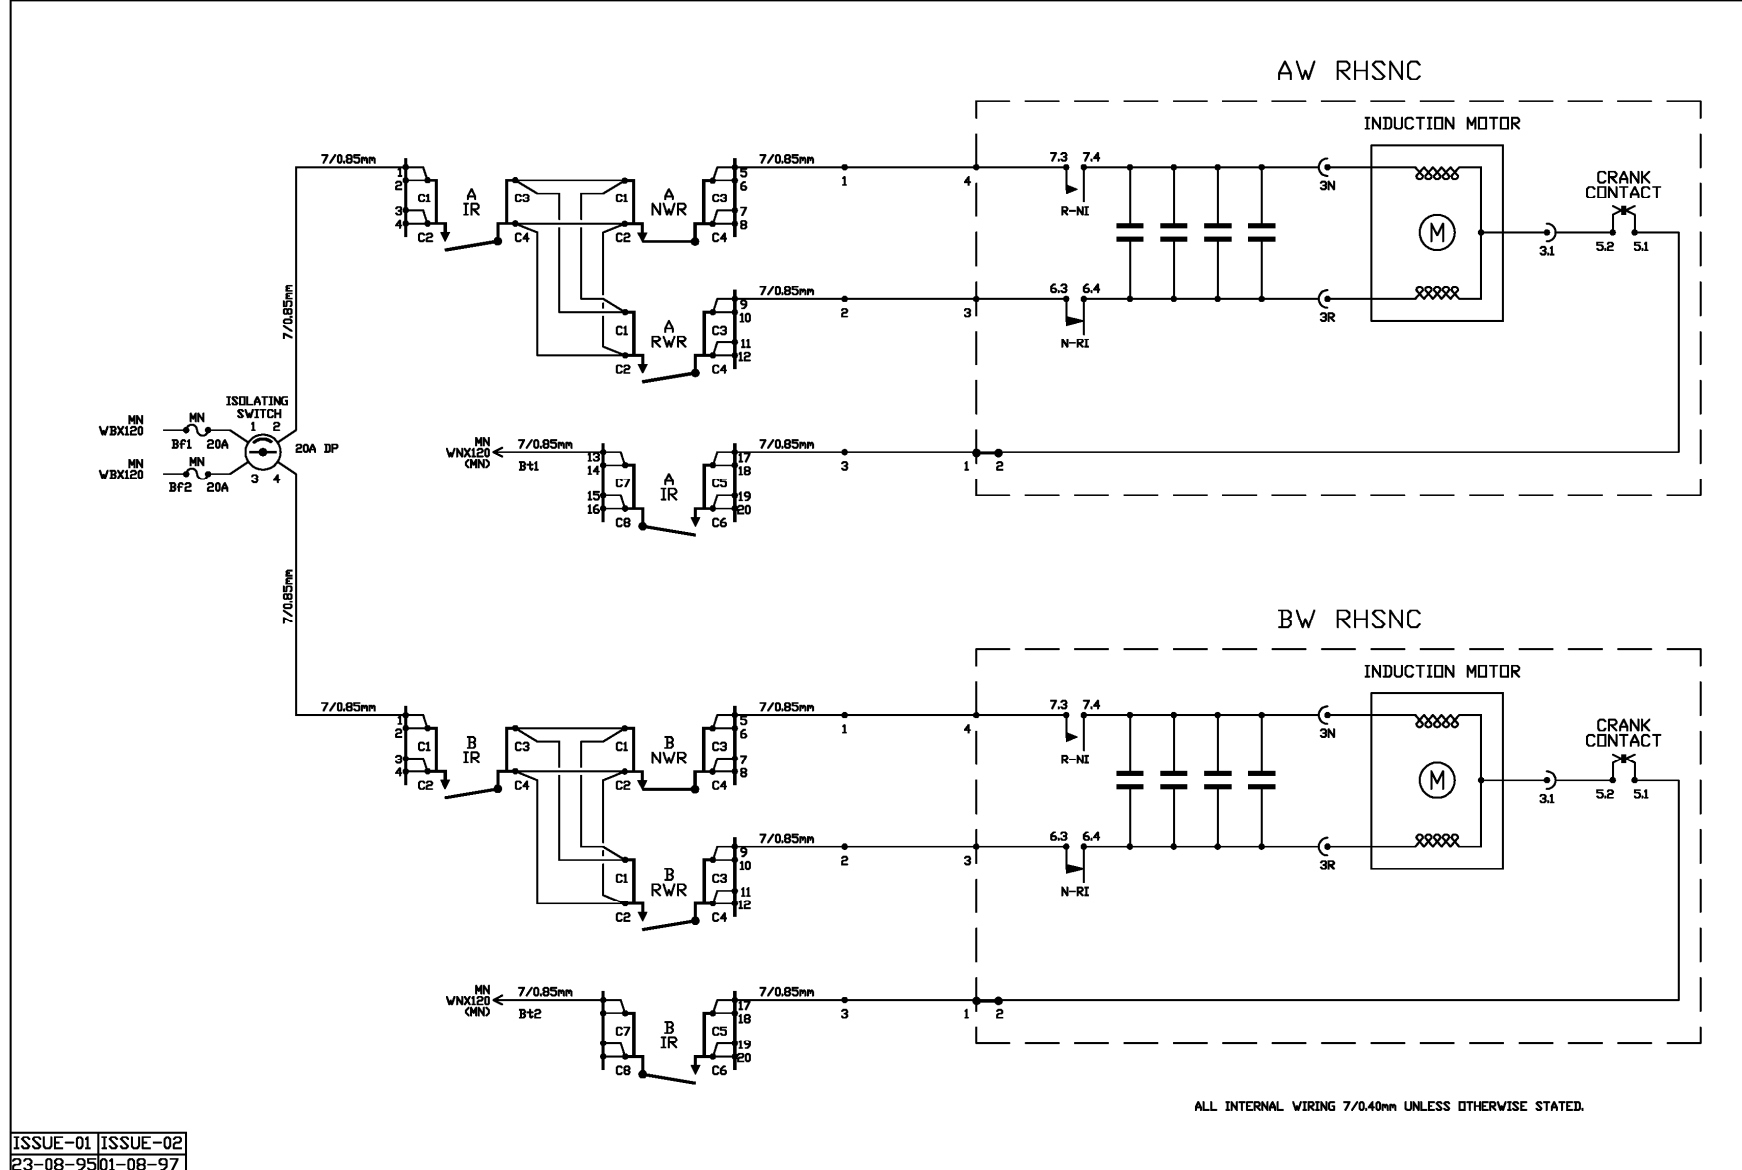 AW RHSNC
INDUCTION MOTOR
7/0.85mm
1
2
3
4
C1
C2
A
IR
C3
C4
C1
C2
A
NWR
C3
C4
5
6
7
8
7/0.85mm
1
4
7.3 7.4
R-NI
3N
M
CRANK
CONTACT
3.1
5.2 5.1
7/0.85mm
C1
C2
A
RWR
C3
C4
9
10
11
12
7/0.85mm
2
3
6.3 6.4
N-RI
3R
ISOLATING
SWITCH
1 2
3 4
20A DP
MN
WBX120
MN
Bf1 20A
MN
WBX120
MN
Bf2 20A
MN
WNX120
(MN)
7/0.85mm
Bt1
13
14
15
16
C7
C8
A
IR
C5
C6
17
18
19
20
7/0.85mm
3
1 2
7/0.85mm
BW RHSNC
INDUCTION MOTOR
7/0.85mm
1
2
3
4
C1
C2
B
IR
C3
C4
C1
C2
B
NWR
C3
C4
5
6
7
8
7/0.85mm
1
4
7.3 7.4
R-NI
3N
M
CRANK
CONTACT
3.1
5.2 5.1
C1
C2
B
RWR
C3
C4
9
10
11
12
7/0.85mm
2
3
6.3 6.4
N-RI
3R
MN
WNX120
(MN)
7/0.85mm
Bt2
C7
C8
B
IR
C5
C6
17
18
19
20
7/0.85mm
3
1 2
ALL INTERNAL WIRING 7/0.40mm UNLESS OTHERWISE STATED.
ISSUE-01 ISSUE-02
23-08-95 01-08-97